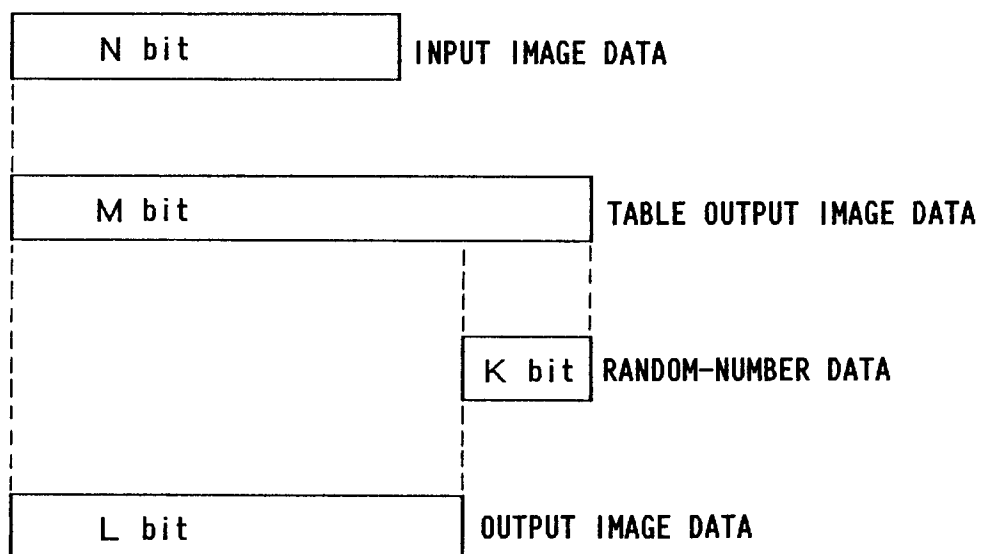 N bit INPUT IMAGE DATA
M bit TABLE OUTPUT IMAGE DATA
K bit RANDOM-NUMBER DATA
L bit OUTPUT IMAGE DATA